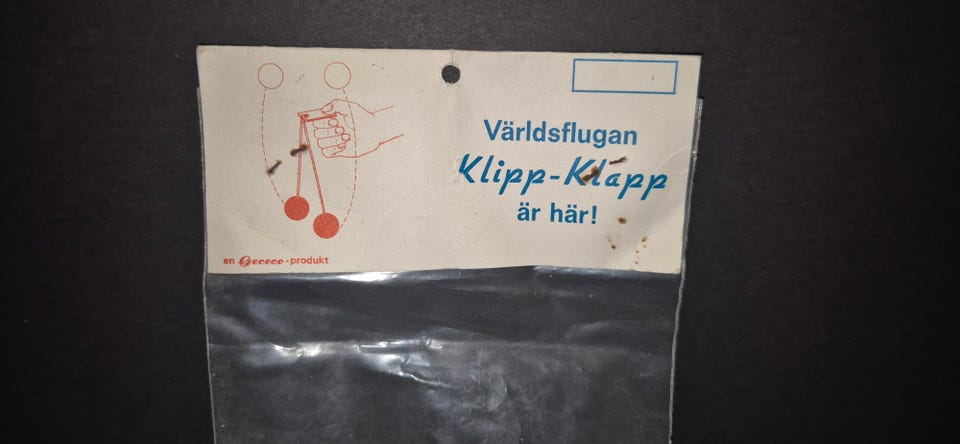 Världsflugan
Klipp-Klapp
är här!
en Gececo-produkt